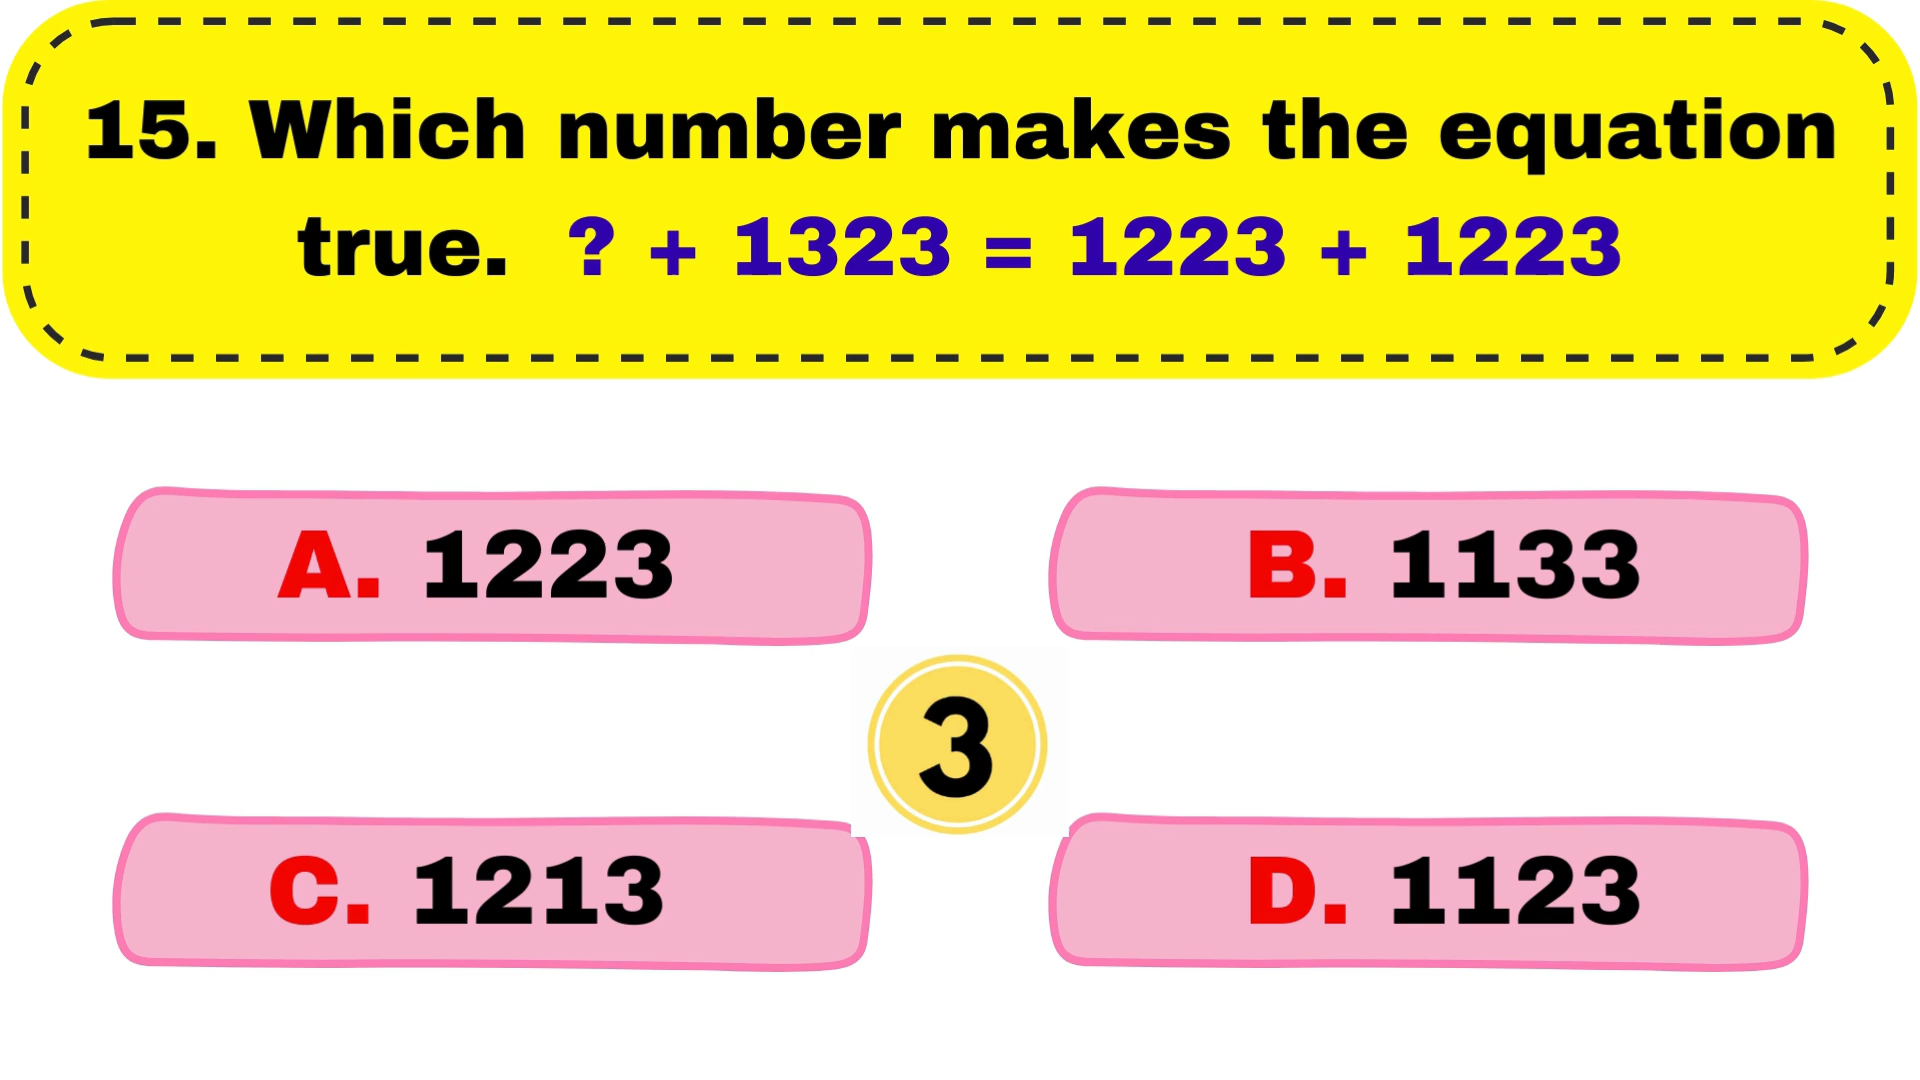 15. Which number makes the equation
true. ? + 1323 = 1223 + 1223
A. 1223
B. 1133
3
C. 1213
D. 1123